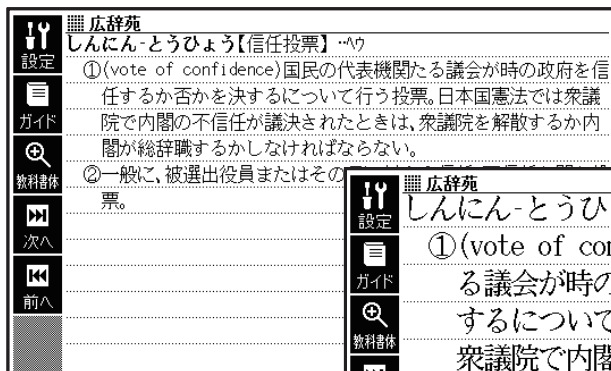 広辞苑
しんにん‐とうひょう【信任投票】 ‥ヘウ
①(vote of confidence)国民の代表機関たる議会が時の政府を信
任するか否かを決するについて行う投票。日本国憲法では衆議
院で内閣の不信任が議決されたときは、衆議院を解散するか内
閣が総辞職するかしなければならない。
②一般に、被選出役員またはその
票。
設定
ガイド
教科書体
次へ
前へ
広辞苑
しんにん‐とうひ
①(vote of con
る議会が時の
するについて
衆議院で内閣
設定
ガイド
教科書体